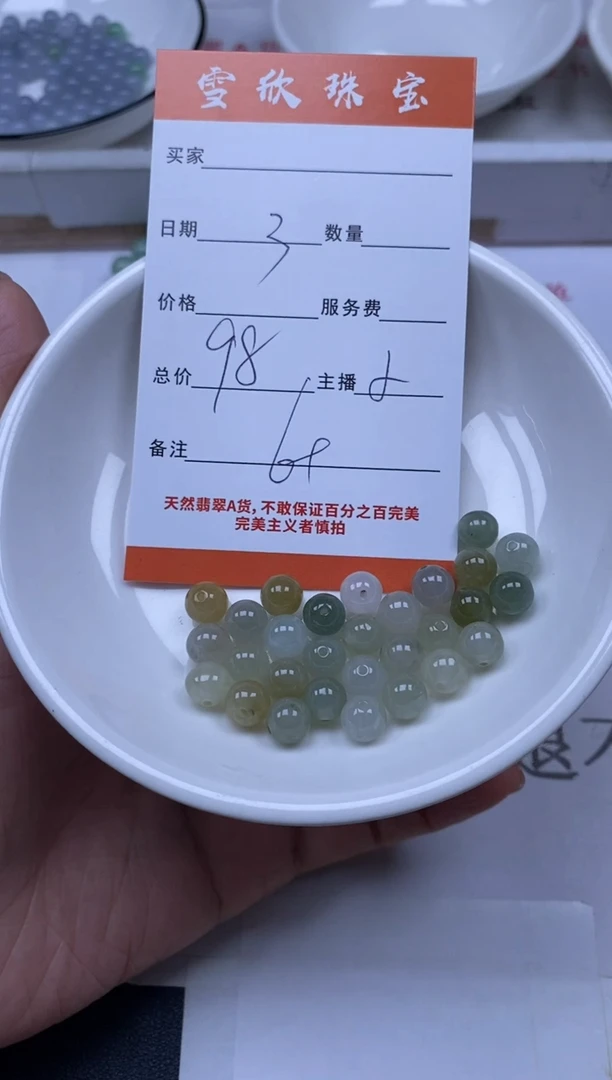 雪欣珠宝
买家
日期 3 数量
价格 服务费
总价 98 主播
备注
天然翡翠A货，不敢保证百分之百完美
完美主义者慎拍
退